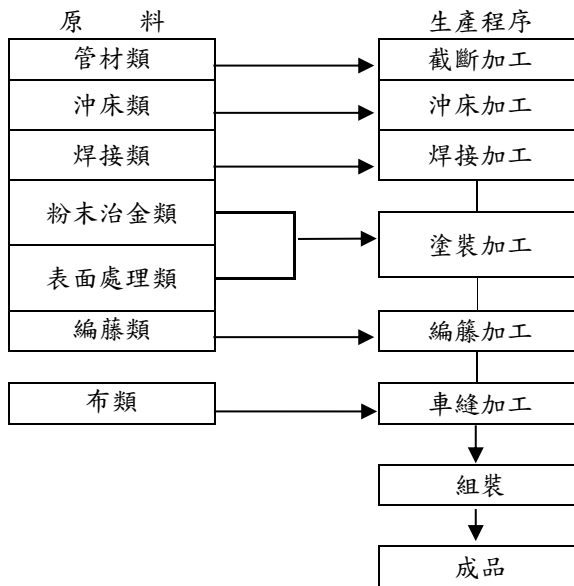 原 料 生產程序
管材類 截斷加工
沖床類 沖床加工
焊接類 焊接加工
粉末治金類
塗裝加工
表面處理類
編藤類 編籐加工
布類 車縫加工
組裝
成品